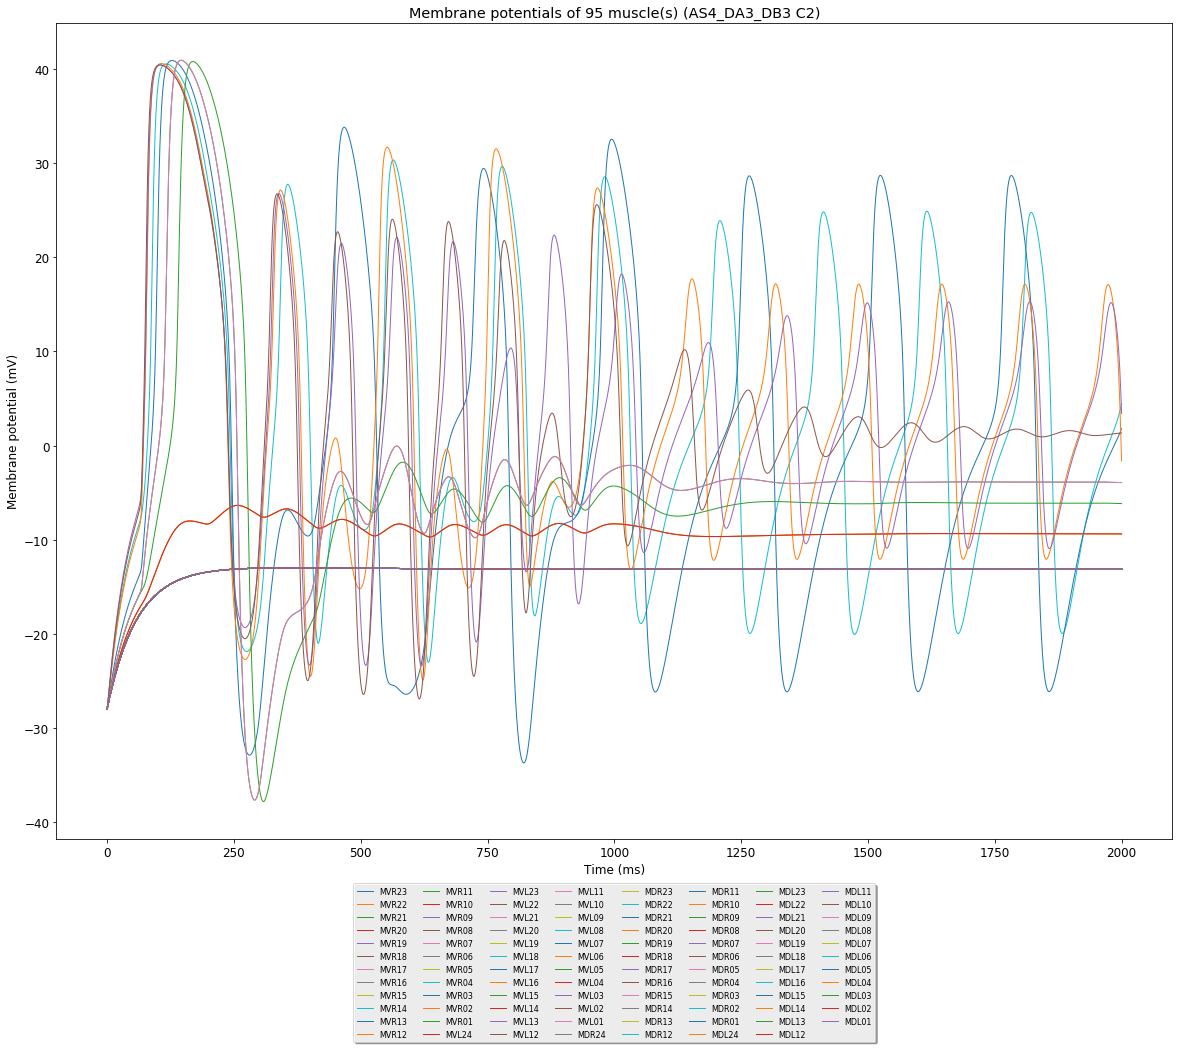 Membrane potentials of 95 muscle(s) (AS4_DA3_DB3 C2)
Membrane potential (mV)
40
30
20
10
0
−10
−20
−30
−40
0 250 500 750 1000 1250 1500 1750 2000
Time (ms)
MVR23 MVR11 MVL23 MVL11 MDR23 MDR11 MDL23 MDL11
MVR22 MVR10 MVL22 MVL10 MDR22 MDR10 MDL22 MDL10
MVR21 MVR09 MVL21 MVL09 MDR21 MDR09 MDL21 MDL09
MVR20 MVR08 MVL20 MVL08 MDR20 MDR08 MDL20 MDL08
MVR19 MVR07 MVL19 MVL07 MDR19 MDR07 MDL19 MDL07
MVR18 MVR06 MVL18 MVL06 MDR18 MDR06 MDL18 MDL06
MVR17 MVR05 MVL17 MVL05 MDR17 MDR05 MDL17 MDL05
MVR16 MVR04 MVL16 MVL04 MDR16 MDR04 MDL16 MDL04
MVR15 MVR03 MVL15 MVL03 MDR15 MDR03 MDL15 MDL03
MVR14 MVR02 MVL14 MVL02 MDR14 MDR02 MDL14 MDL02
MVR13 MVR01 MVL13 MVL01 MDR13 MDR01 MDL13 MDL01
MVR12 MVL24 MVL12 MDR24 MDR12 MDL24 MDL12